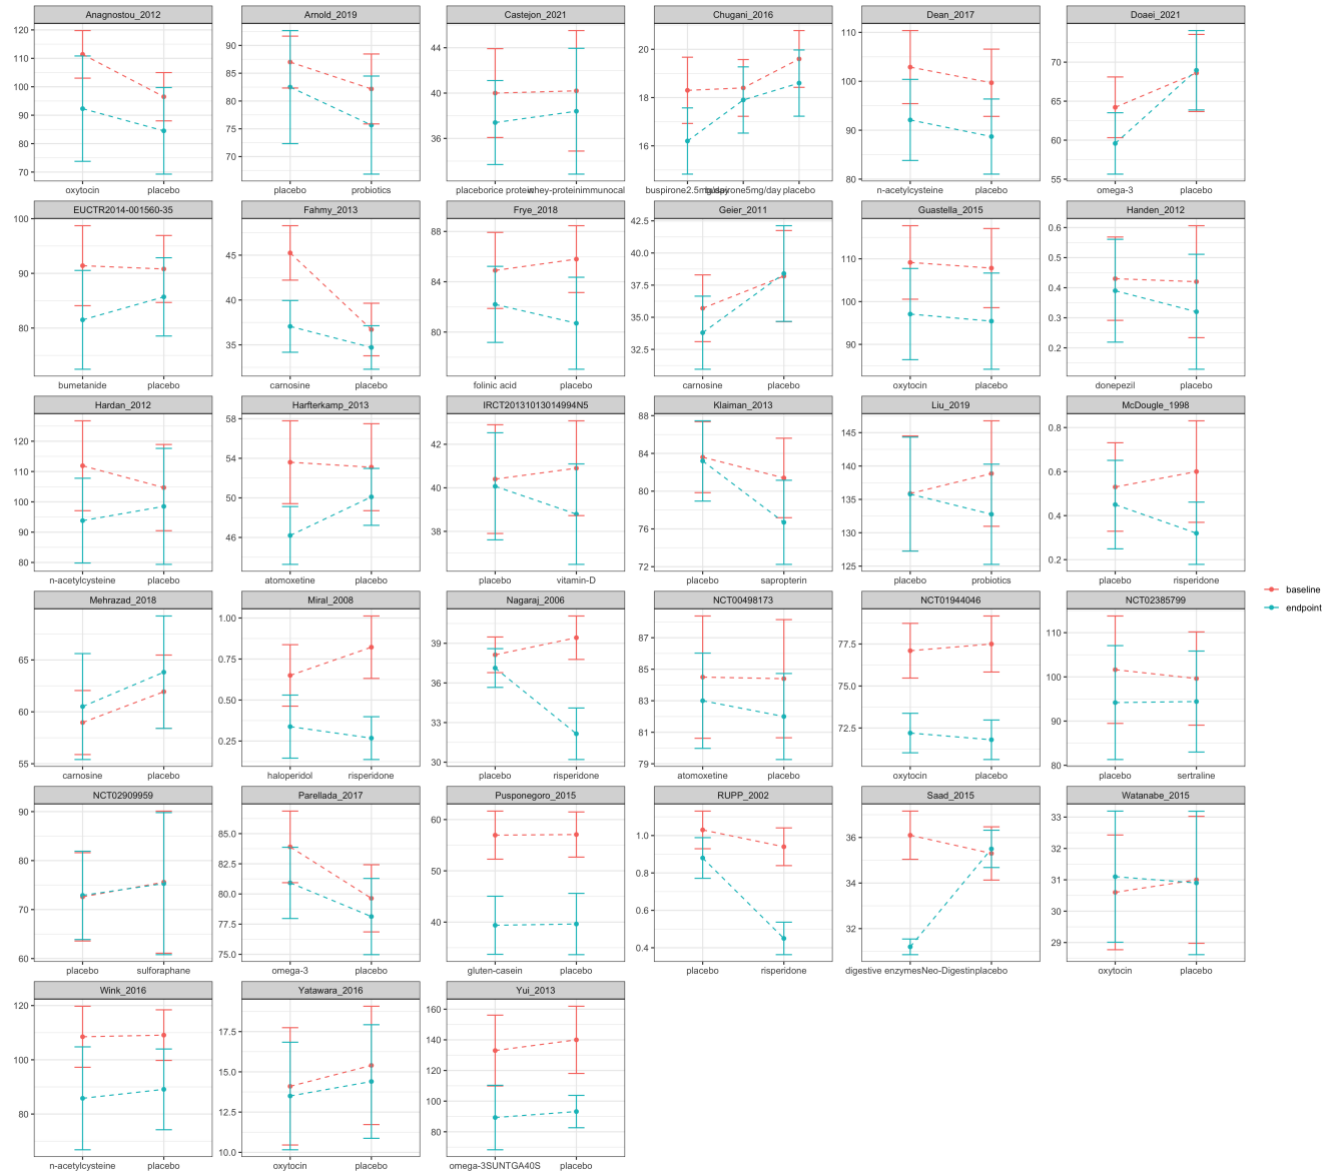 Anagnostou_2012
120
110
100
90
80
70
oxytocin placebo
Arnold_2019
90
85
80
75
70
placebo probiotics
Castejon_2021
44
40
36
placeborice protein whey-proteinimmunocal
Chugani_2016
20
18
16
buspirone2.5mg/day buspirone5mg/day placebo
Dean_2017
110
100
90
80
n-acetylcysteine placebo
Doaei_2021
70
65
60
55
omega-3 placebo
EUCTR2014-001560-35
100
90
80
bumetanide placebo
Fahmy_2013
45
40
35
carnosine placebo
Frye_2018
88
84
80
folinic acid placebo
Geier_2011
42.5
40.0
37.5
35.0
32.5
carnosine placebo
Guastella_2015
110
100
90
oxytocin placebo
Handen_2012
0.6
0.5
0.4
0.3
0.2
donepezil placebo
Hardan_2012
120
110
100
90
80
n-acetylcysteine placebo
Harfterkamp_2013
58
54
50
46
atomoxetine placebo
IRCT20131013014994N5
42
40
38
placebo vitamin-D
Klaiman_2013
88
84
80
76
72
placebo sapropterin
Liu_2019
145
140
135
130
125
placebo probiotics
McDougle_1998
0.8
0.6
0.4
0.2
placebo risperidone
baseline
endpoint
Mehrazad_2018
65
60
55
carnosine placebo
Miral_2008
1.00
0.75
0.50
0.25
haloperidol risperidone
Nagaraj_2006
39
36
33
30
placebo risperidone
NCT00498173
87
85
83
81
79
atomoxetine placebo
NCT01944046
77.5
75.0
72.5
oxytocin placebo
NCT02385799
110
100
90
80
placebo sertraline
NCT02909959
90
80
70
60
placebo sulforaphane
Parellada_2017
85.0
82.5
80.0
77.5
75.0
omega-3 placebo
Pusponegoro_2015
60
50
40
gluten-casein placebo
RUPP_2002
1.0
0.8
0.6
0.4
placebo risperidone
Saad_2015
36
34
32
digestive enzymesNeo-Digestinplacebo
Watanabe_2015
33
32
31
30
29
oxytocin placebo
Wink_2016
120
100
80
n-acetylcysteine placebo
Yatawara_2016
17.5
15.0
12.5
10.0
oxytocin placebo
Yui_2013
160
140
120
100
80
omega-3SUNTGA40S placebo